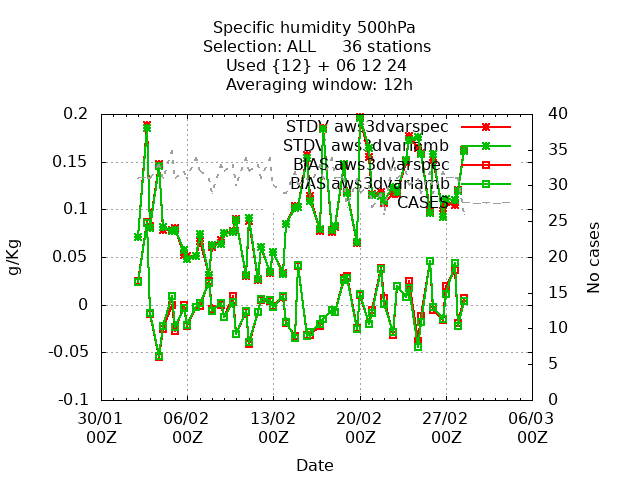 Specific humidity 500hPa
Selection: ALL 36 stations
Used {12} + 06 12 24
Averaging window: 12h
STDV aws3dvarspec
STDV aws3dvarlamb
BIAS aws3dvarspec
BIAS aws3dvarlamb
CASES
0.2
0.15
0.1
0.05
0
-0.05
-0.1
g/Kg
40
35
30
25
20
15
10
5
0
No cases
30/01 06/02 13/02 20/02 27/02 06/03
00Z 00Z 00Z 00Z 00Z 00Z
Date